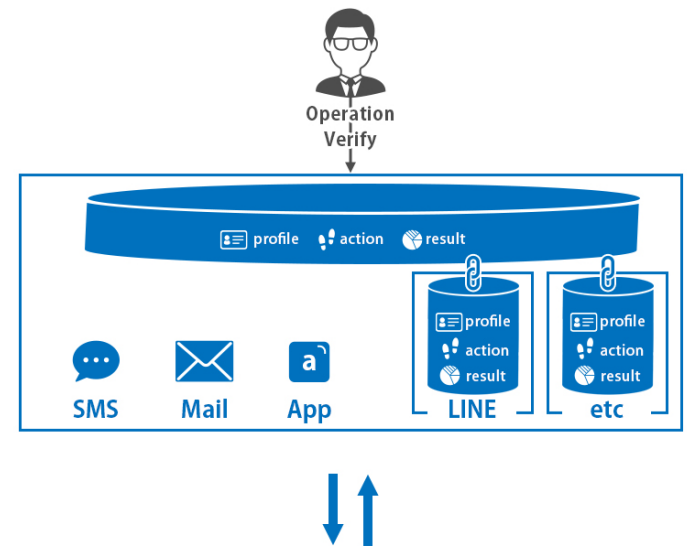 Operation
Verify
profile action result
profile
action
result
profile
action
result
a
SMS Mail App LINE etc